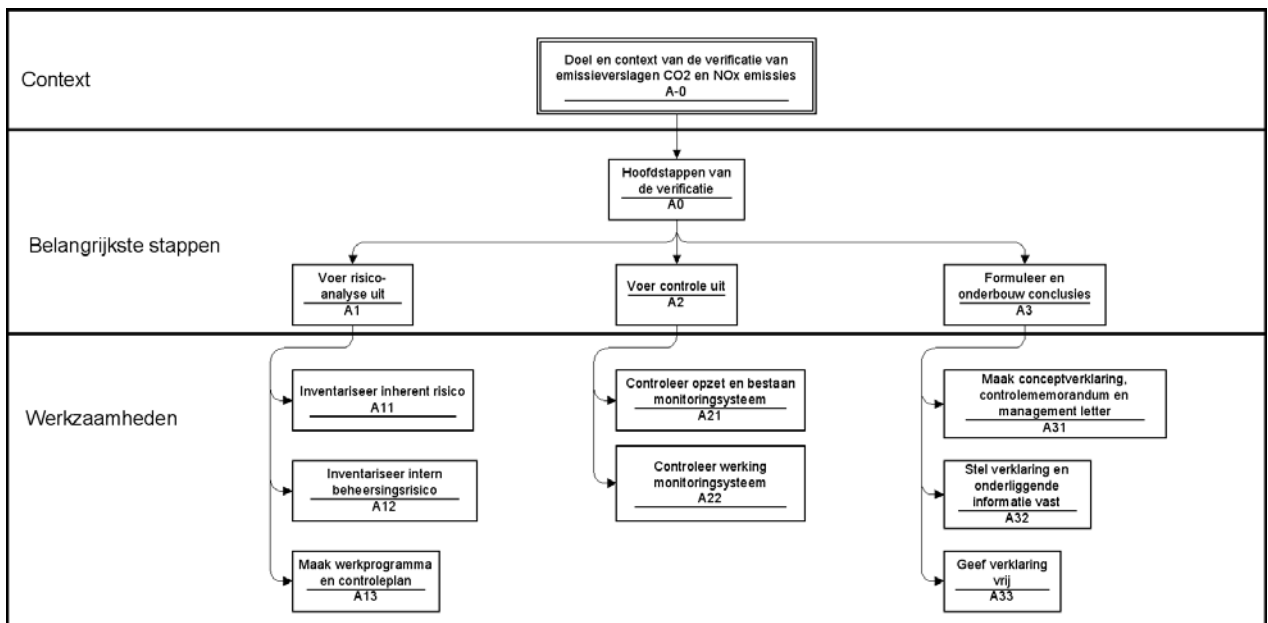 Context
Doel en context van de verificatie van
emissieverslagen CO2 en NOx emissies
A-0
Belangrijkste stappen
Hoofdstappen van
de verificatie
A0
Voer risico-
analyse uit
A1
Voer controle uit
A2
Formuleer en
onderbouw conclusies
A3
Werkzaamheden
Inventariseer inherent risico
A11
Inventariseer intern
beheersingsrisico
A12
Maak werkprogramma
en controleplan
A13
Controleer opzet en bestaan
monitoringsysteem
A21
Controleer werking
monitoringsysteem
A22
Maak conceptverklaring,
controlememorandum en
management letter
A31
Stel verklaring en
onderliggende
informatie vast
A32
Geef verklaring
vrij
A33